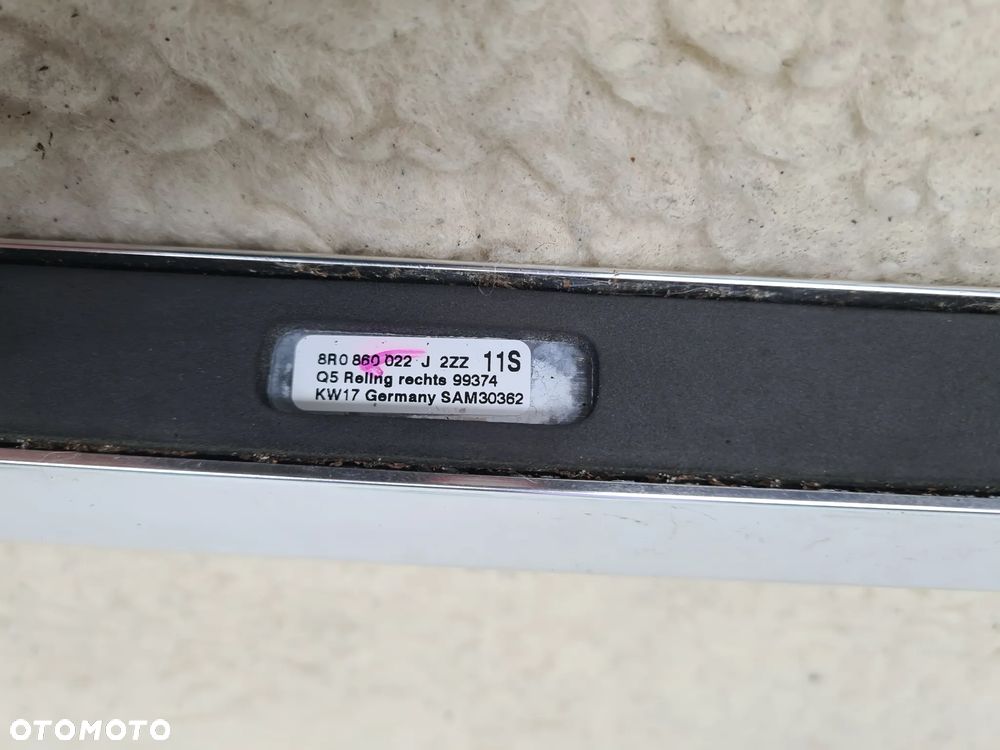 8R0 860 022 J 2ZZ 11S
Q5 Reling rechts 99374
KW17 Germany SAM30362
OTOMOTO